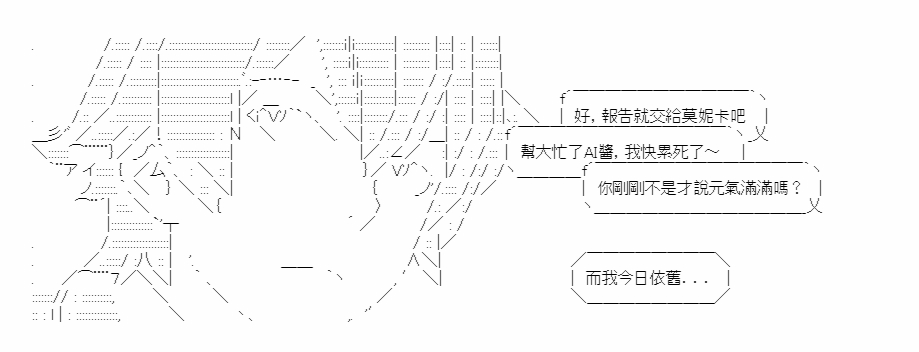 好，報告就交給莫妮卡吧
幫大忙了AI醬，我快累死了～
你剛剛不是才說元氣滿滿嗎？
而我今日依舊...